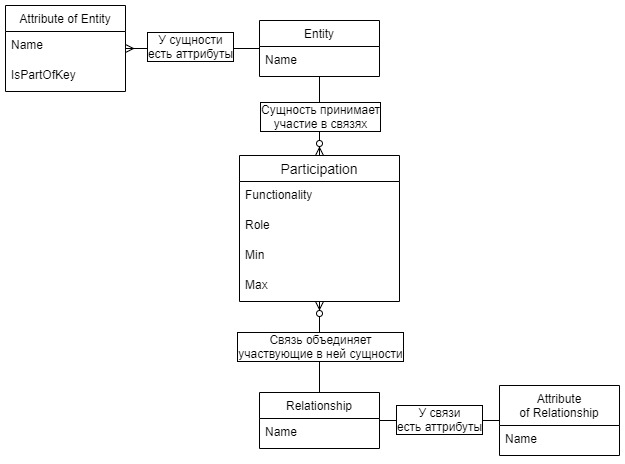 Attribute of Entity
Name
IsPartOfKey
У сущности
есть аттрибуты
Entity
Name
Сущность принимает
участие в связях
Participation
Functionality
Role
Min
Max
Связь объединяет
участвующие в ней сущности
Relationship
Name
У связи
есть аттрибуты
Attribute
of Relationship
Name